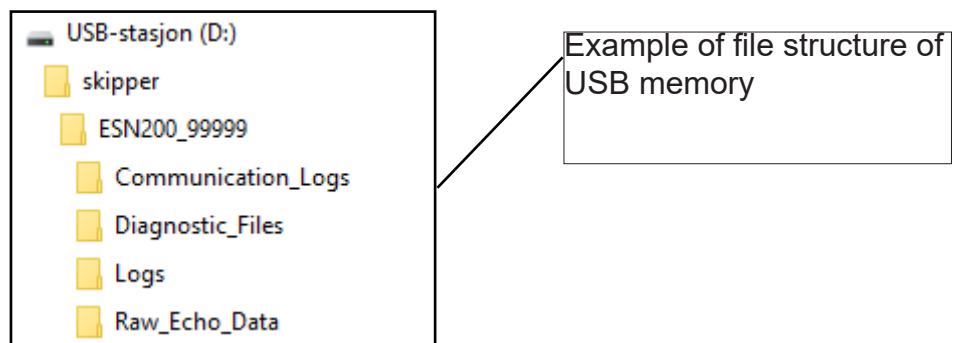 USB-stasjon (D:)
skipper
ESN200_99999
Communication_Logs
Diagnostic_Files
Logs
Raw_Echo_Data
Example of file structure of
USB memory